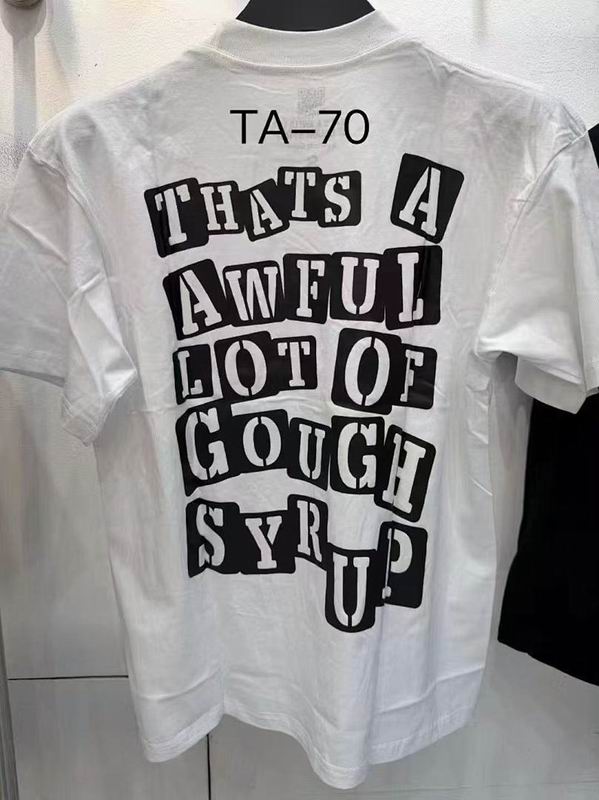 TA-70
THATS A
AWFUL
LOT OF
GOUGH
SYRUP